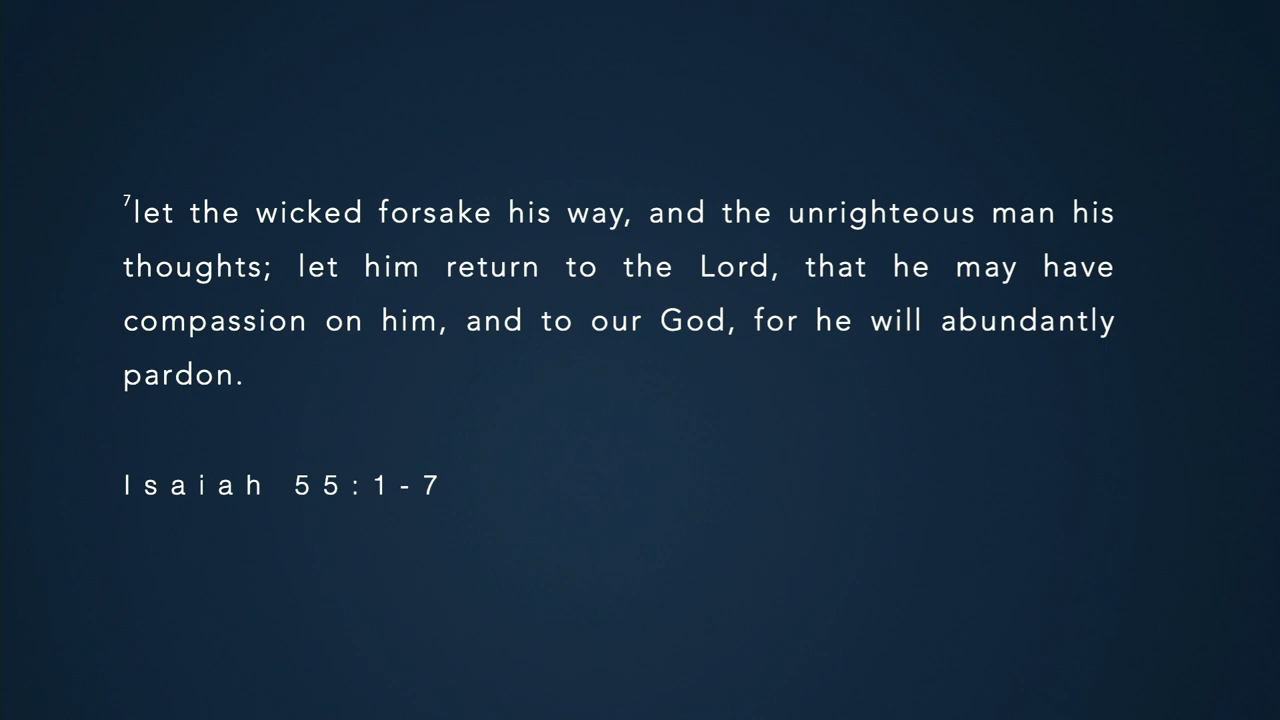 ⁷let the wicked forsake his way, and the unrighteous man his
thoughts; let him return to the Lord, that he may have
compassion on him, and to our God, for he will abundantly
pardon.
Isaiah 55:1-7